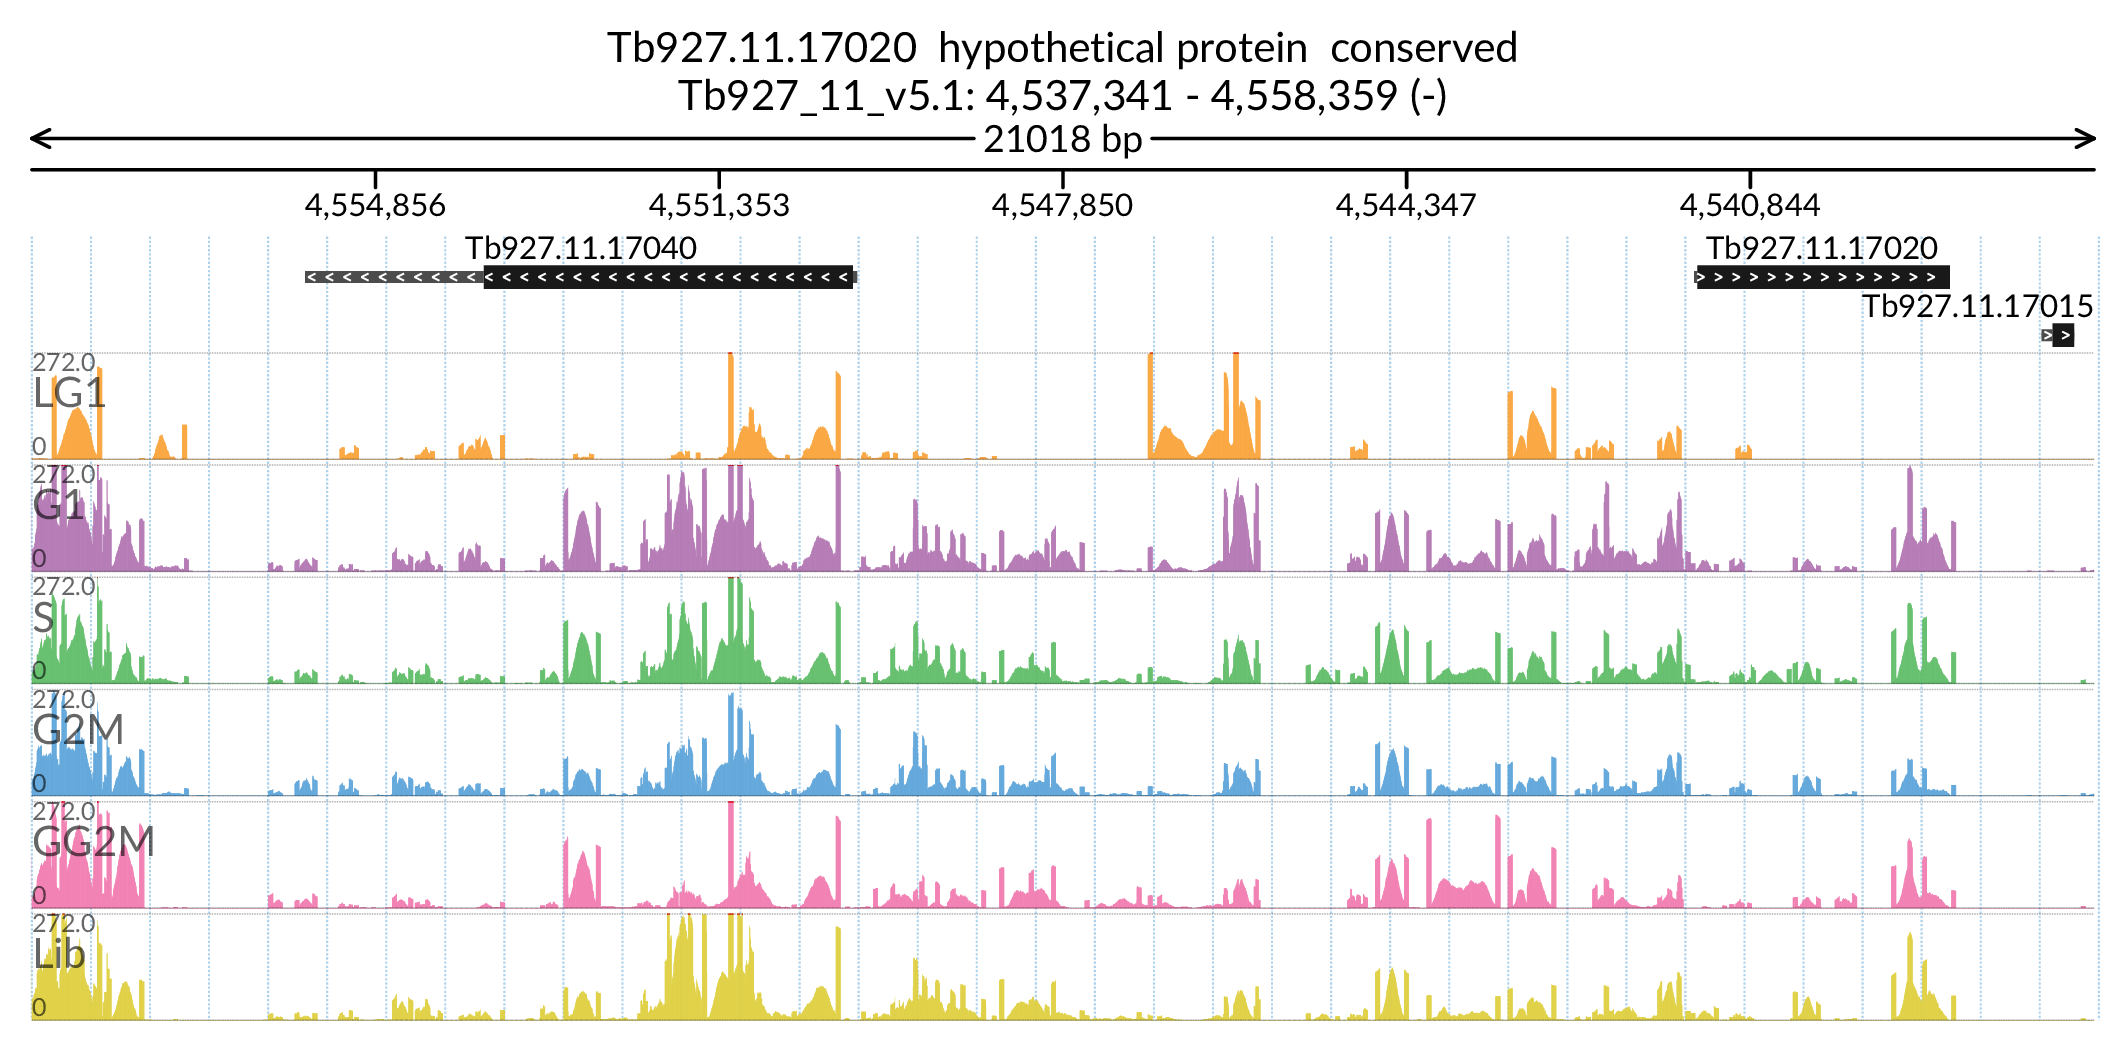 Tb927.11.17020  hypothetical protein  conserved
Tb927_11_v5.1: 4,537,341 - 4,558,359 (-)
21018 bp
4,554,856 4,551,353 4,547,850 4,544,347 4,540,844
Tb927.11.17040 Tb927.11.17020
Tb927.11.17015
272.0
LG1
0
272.0
G1
0
272.0
S
0
272.0
G2M
0
272.0
GG2M
0
272.0
Lib
0